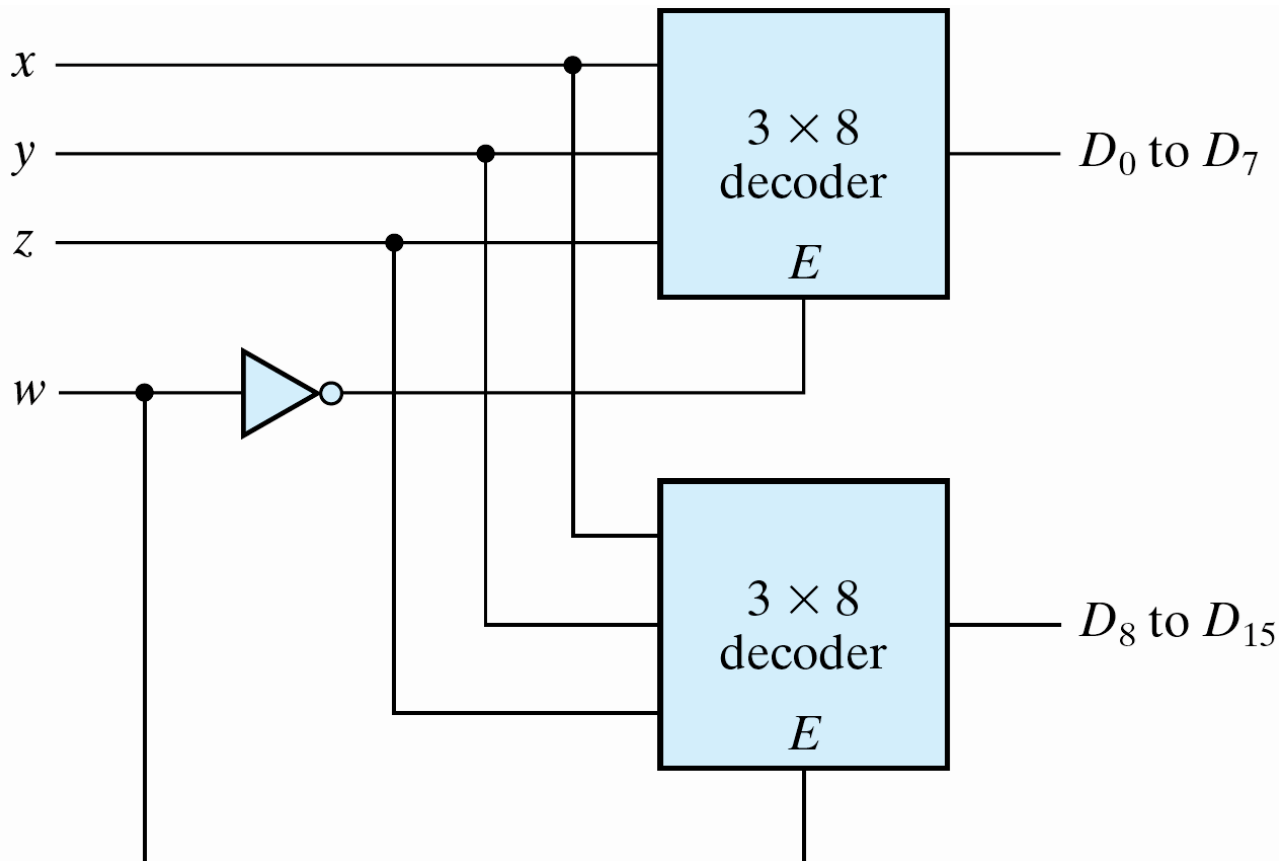 x
y
z
w
3 × 8
decoder
E
D₀ to D₇
3 × 8
decoder
E
D₈ to D₁₅